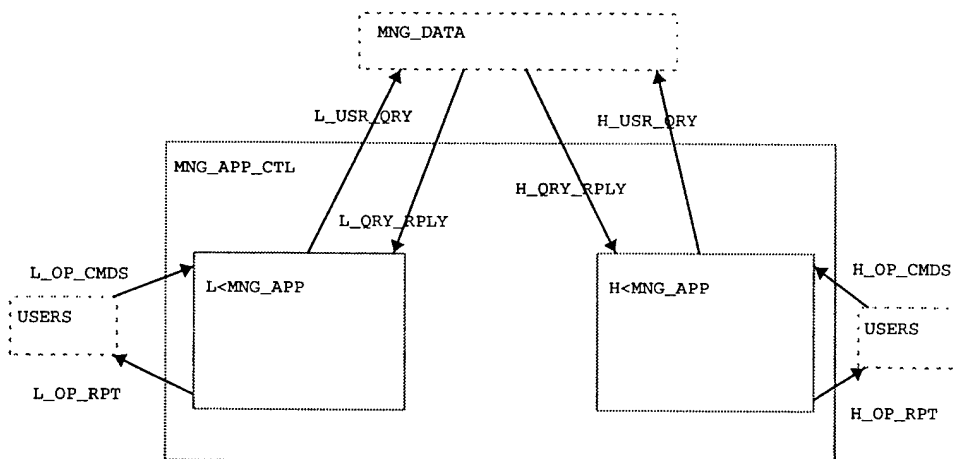 MNG_DATA
L_USR_QRY
H_USR_QRY
MNG_APP_CTL
H_QRY_RPLY
L_QRY_RPLY
L_OP_CMDS
H_OP_CMDS
L<MNG_APP
H<MNG_APP
USERS
USERS
L_OP_RPT
H_OP_RPT